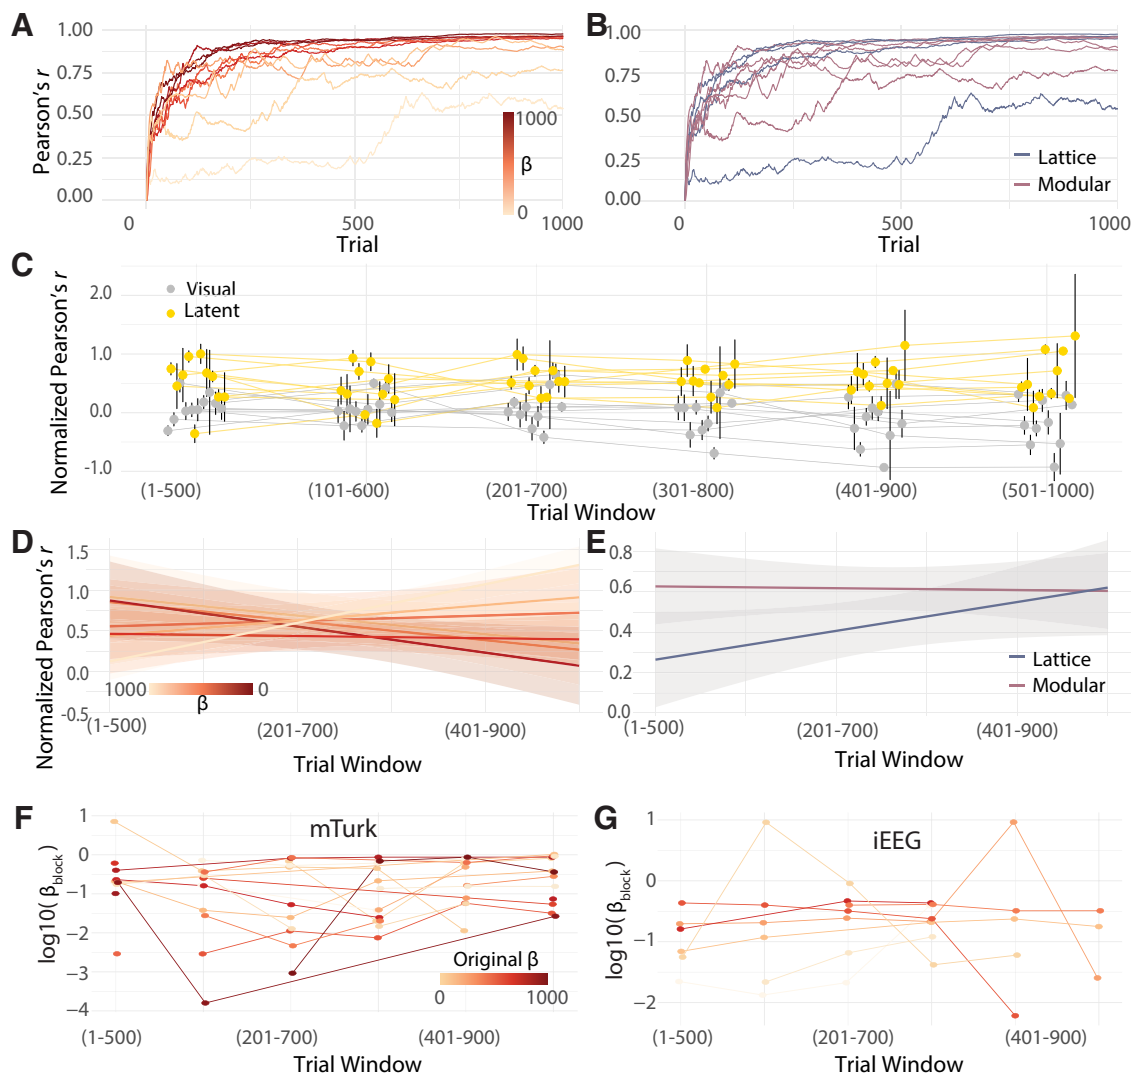 A
1.00
0.75
0.50
0.25
0.00
Pearson's r
1000
β
0
0
500
1000
Trial
B
1.00
0.75
0.50
0.25
0.00
Lattice
Modular
0
500
1000
Trial
C
Normalized Pearson's r
2.0
1.0
0.0
-1.0
Visual
Latent
(1-500)
(101-600)
(201-700)
(301-800)
(401-900)
(501-1000)
Trial Window
D
Normalized Pearson's r
1.5
1.0
0.5
0.0
-0.5
1000
0
β
(1-500)
(201-700)
(401-900)
Trial Window
E
0.8
0.6
0.4
0.2
0.0
Lattice
Modular
(1-500)
(201-700)
(401-900)
Trial Window
F
mTurk
log10( βblock)
1
0
−1
−2
−3
−4
Original β
0
1000
(1-500)
(201-700)
(401-900)
Trial Window
G
iEEG
log10( βblock)
1
0
−1
−2
(1-500)
(201-700)
(401-900)
Trial Window